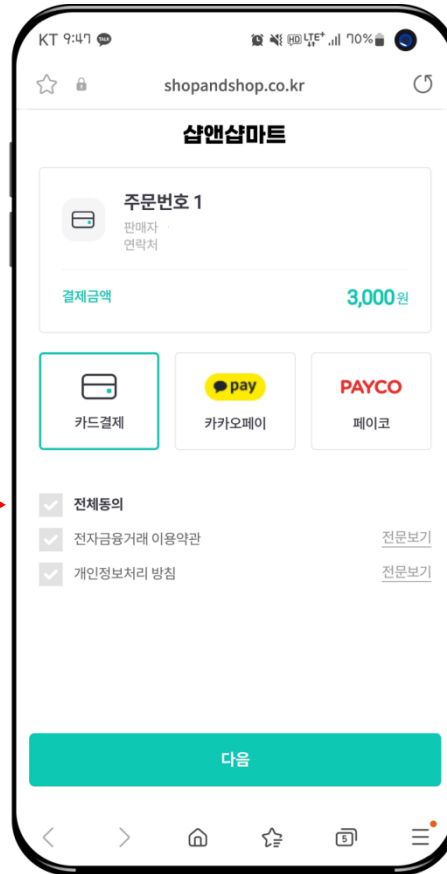 KT 9:47 TALK HD LTE+ 70%
shopandshop.co.kr
샵앤샵마트
주문번호 1
판매자
연락처
결제금액 3,000원
pay PAYCO
카드결제 카카오페이 페이코
전체동의
전자금융거래 이용약관 전문보기
개인정보처리 방침 전문보기
다음
5